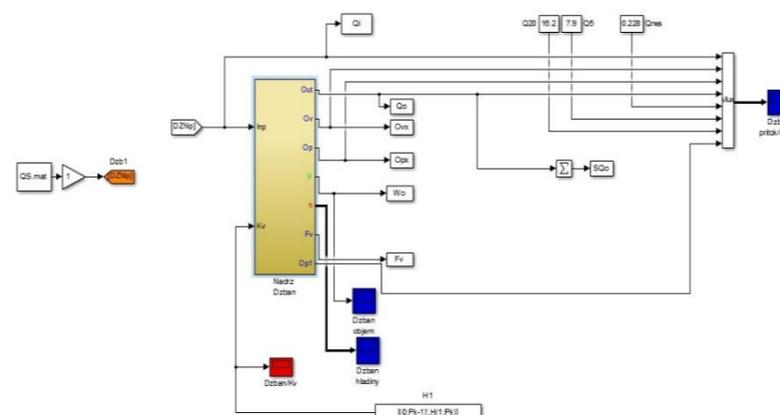 Qi
Q20 16.2 7.9 Q5 0.228 Qnes
Out
Qo
[DZNp]
Inp
Ov
Ovx
Op
Opx
Dzb1
QS.mat 1 [DZNp]
V
Wo
h
Σ SQo
Kv
Fv
Fv
Op1
Nadrz
Dzban
Dzban
objem
Dzban/Kv
Dzban
hladiny
H1